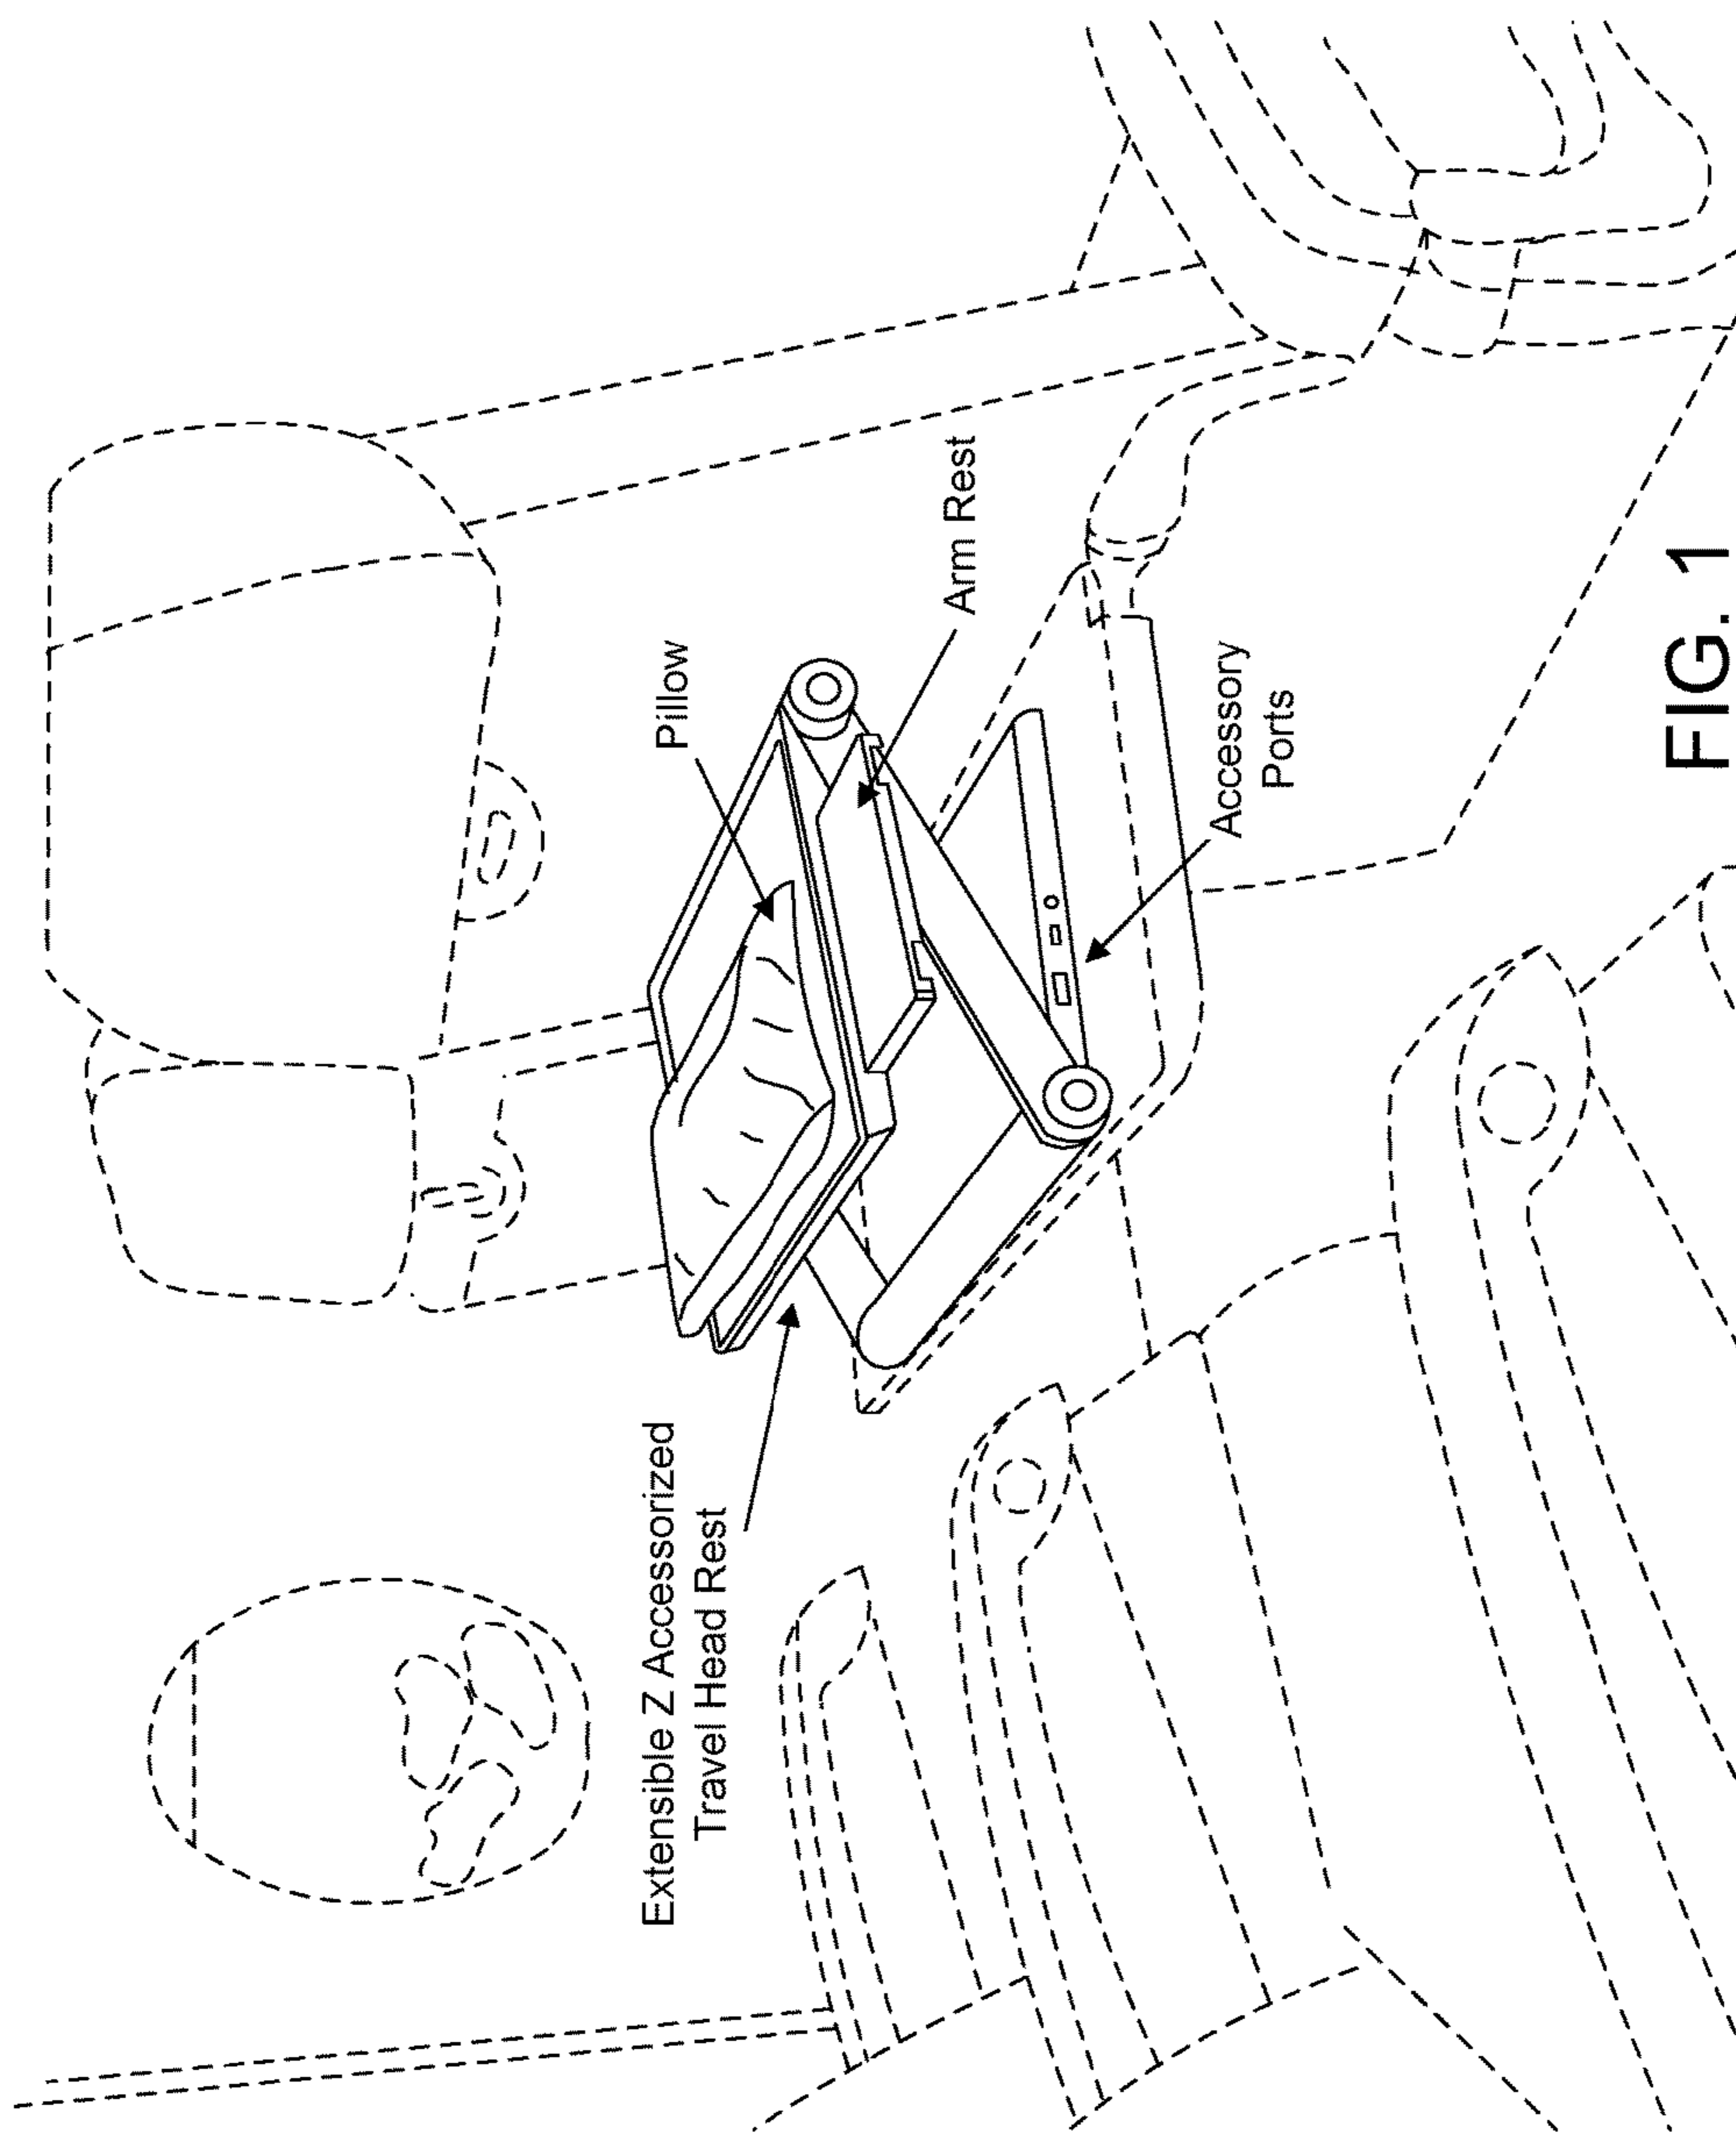 Extensible Z Accessorized
Travel Head Rest
Pillow
Arm Rest
Accessory
Ports
FIG. 1